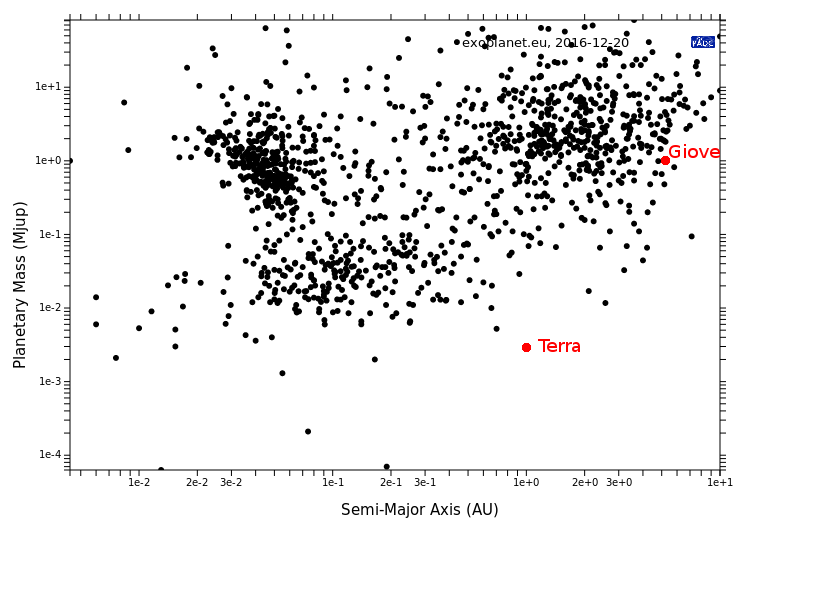 exoplanet.eu, 2016-12-20
1e+1
Giove
1e+0
1e-1
1e-2
Terra
1e-3
1e-4
Planetary Mass (Mjup)
1e-2 2e-2 3e-2 1e-1 2e-1 3e-1 1e+0 2e+0 3e+0 1e+1
Semi-Major Axis (AU)